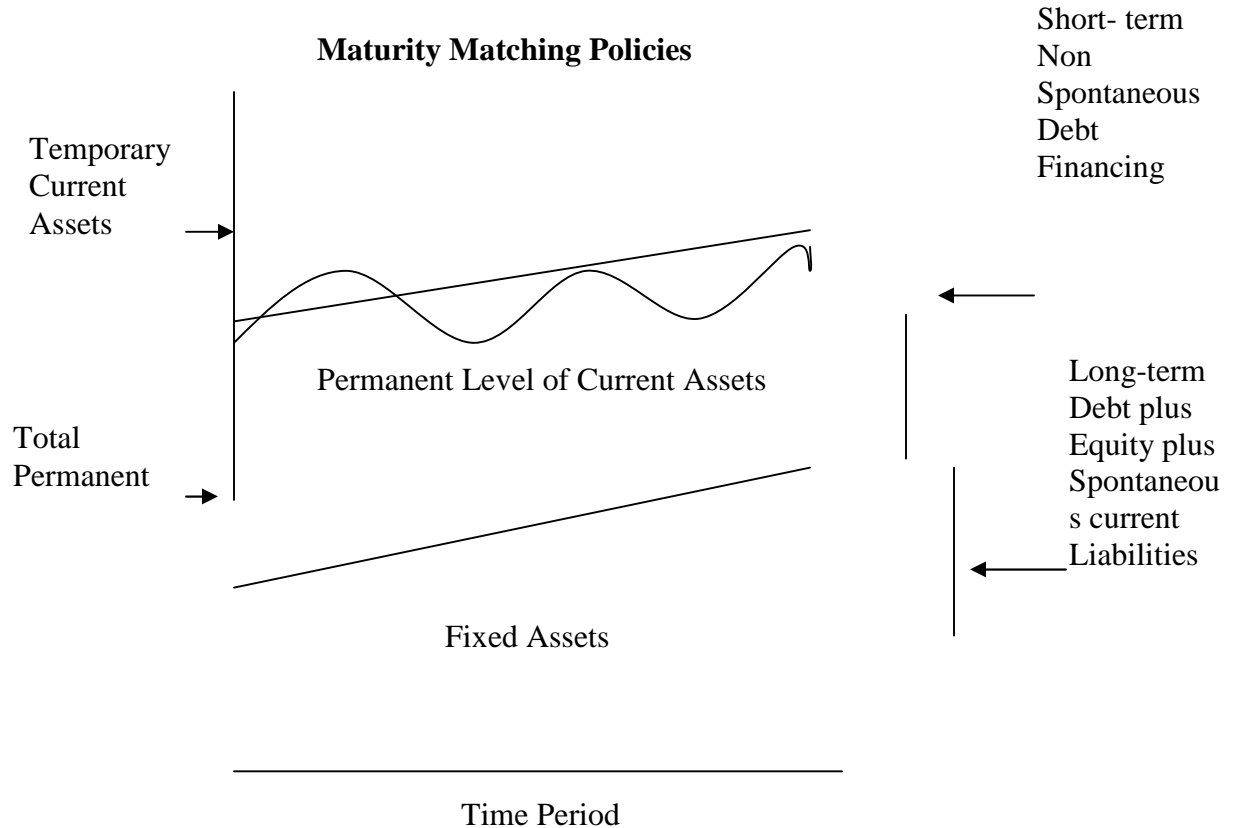 Maturity Matching Policies
Short- term
Non
Spontaneous
Debt
Financing
Temporary
Current
Assets
Permanent Level of Current Assets
Total
Permanent
Long-term
Debt plus
Equity plus
Spontaneou
s current
Liabilities
Fixed Assets
Time Period